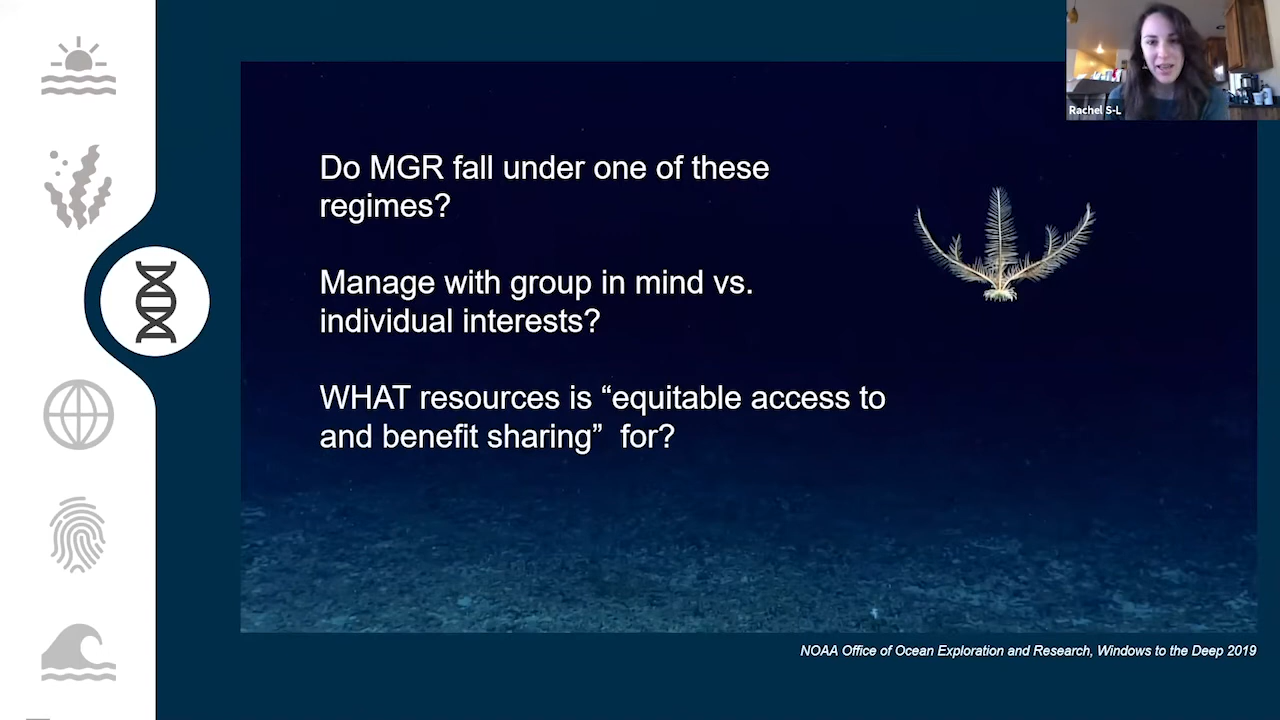 Rachel S-L
Do MGR fall under one of these
regimes?
Manage with group in mind vs.
individual interests?
WHAT resources is “equitable access to
and benefit sharing”  for?
NOAA Office of Ocean Exploration and Research, Windows to the Deep 2019